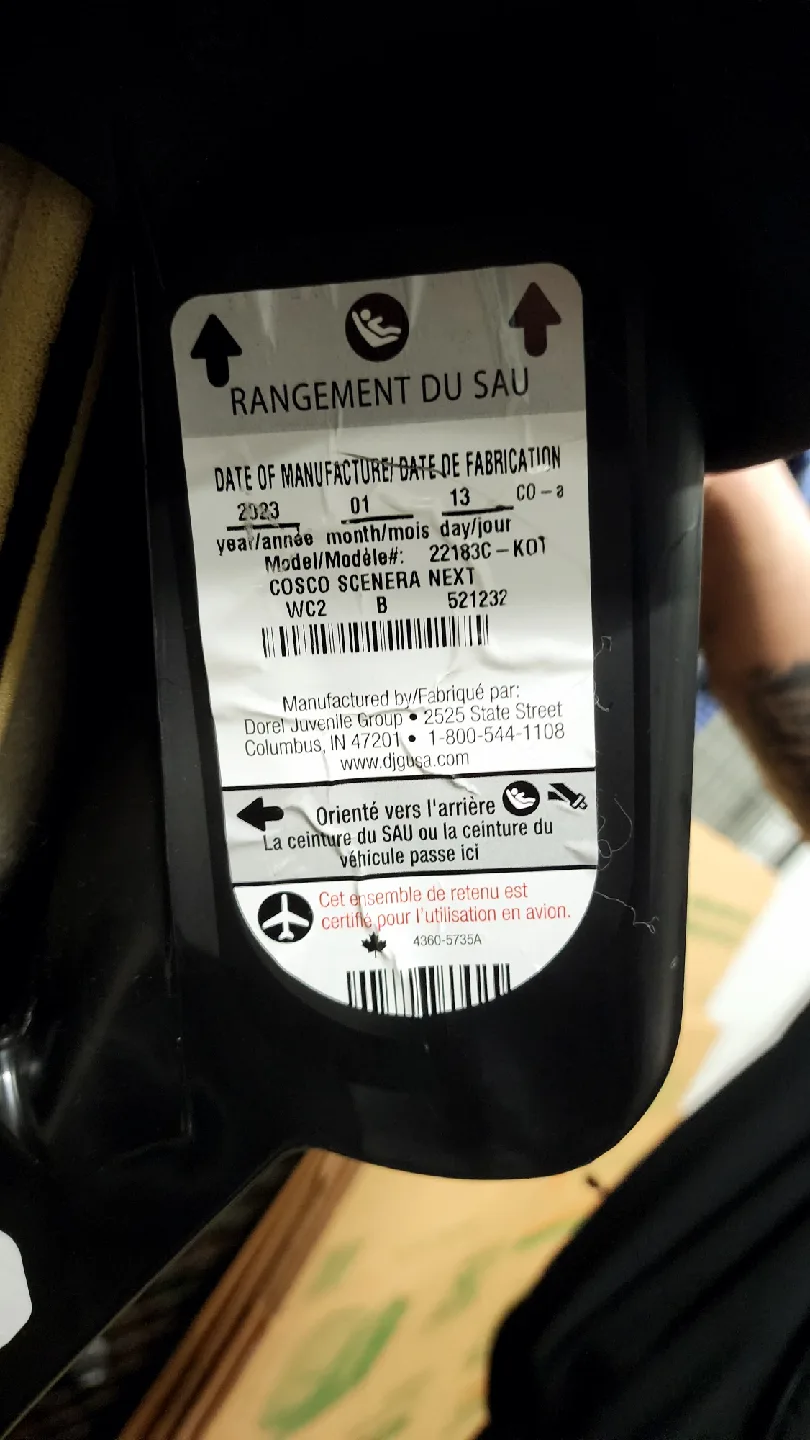 RANGEMENT DU SAU
DATE OF MANUFACTURE/ DATE DE FABRICATION
2023 01 13 CO-a
year/année month/mois day/jour
Model/Modèle#: 22183C-K01
COSCO SCENERA NEXT
WC2 B 521232
Manufactured by/Fabriqué par:
Dorel Juvenile Group • 2525 State Street
Columbus, IN 47201 • 1-800-544-1108
www.djgusa.com
Orienté vers l'arrière
La ceinture du SAU ou la ceinture du
véhicule passe ici
Cet ensemble de retenu est
certifié pour l'utilisation en avion.
4360-5735A